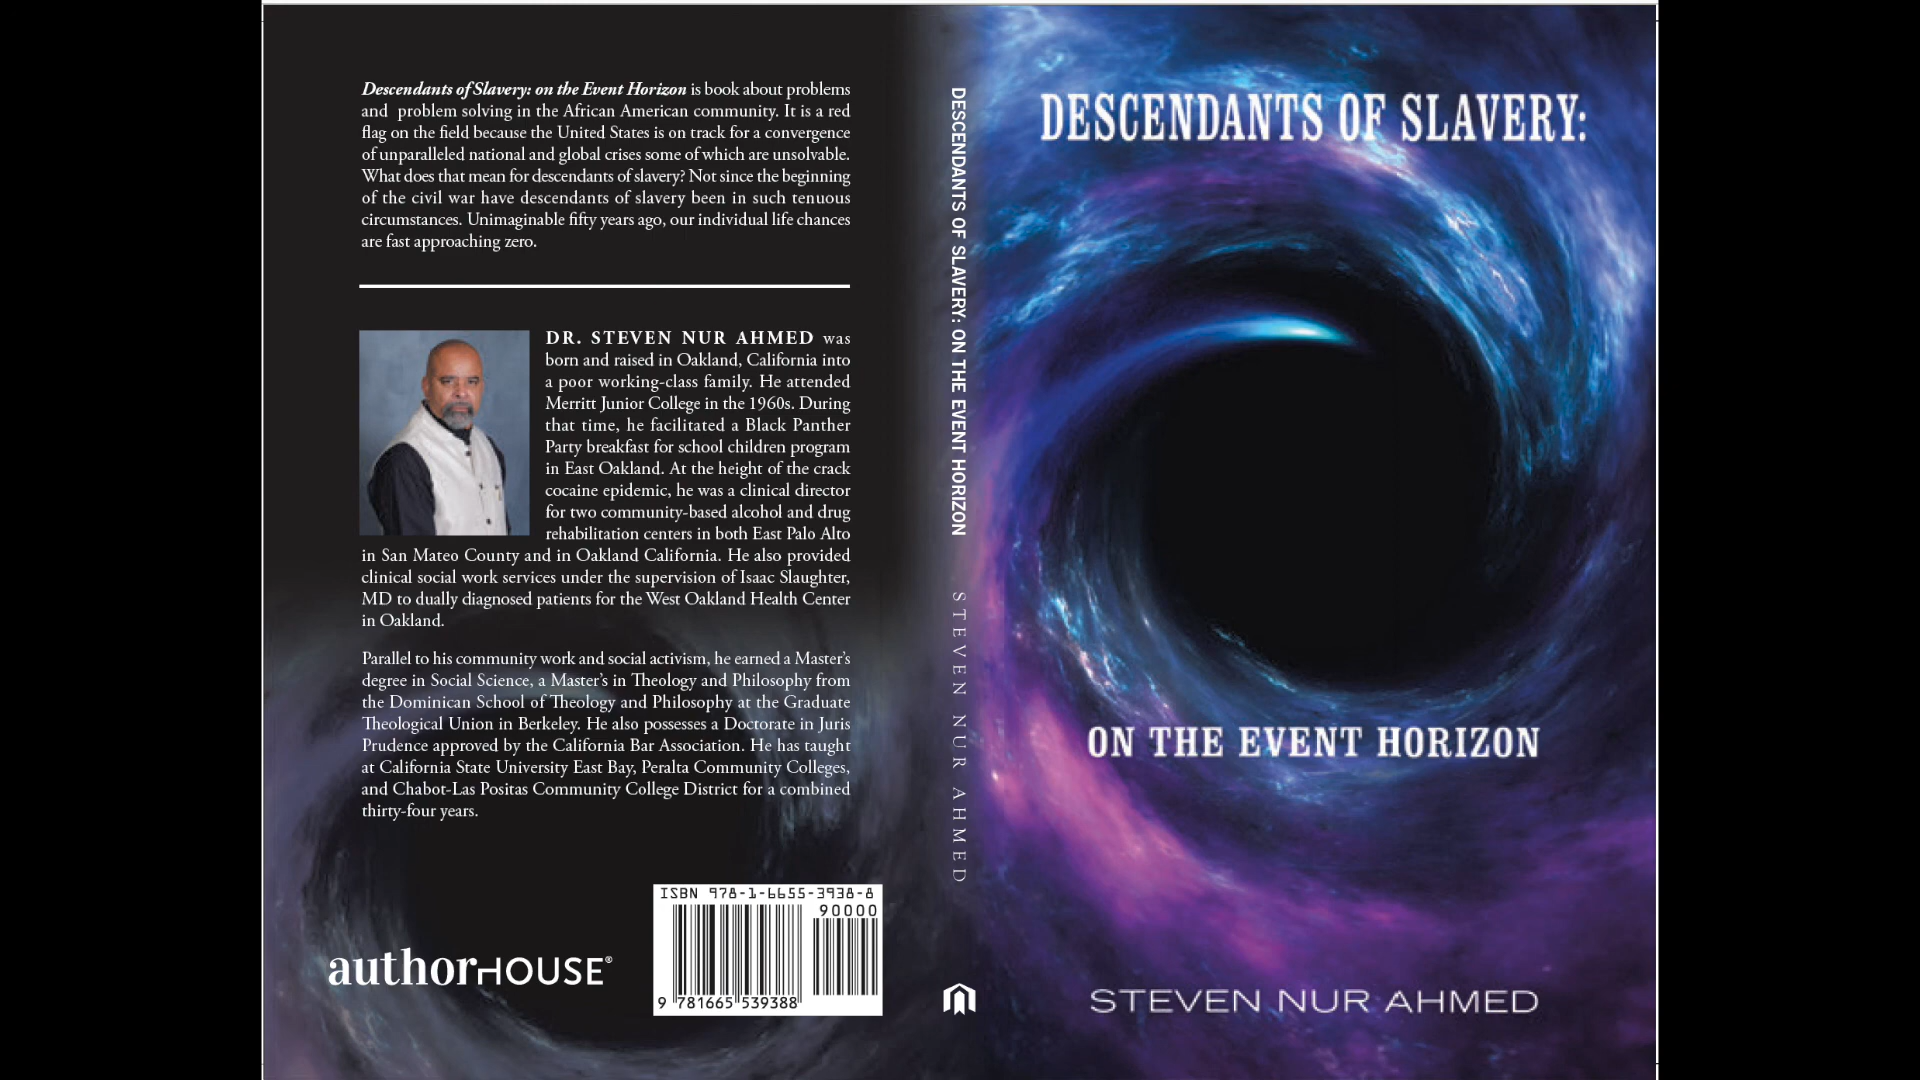 Descendants of Slavery: on the Event Horizon is book about problems
and problem solving in the African American community. It is a red
flag on the field because the United States is on track for a convergence
of unparalleled national and global crises some of which are unsolvable.
What does that mean for descendants of slavery? Not since the beginning
of the civil war have descendants of slavery been in such tenuous
circumstances. Unimaginable fifty years ago, our individual life chances
are fast approaching zero.
DR. STEVEN NUR AHMED was
born and raised in Oakland, California into
a poor working-class family. He attended
Merritt Junior College in the 1960s. During
that time, he facilitated a Black Panther
Party breakfast for school children program
in East Oakland. At the height of the crack
cocaine epidemic, he was a clinical director
for two community-based alcohol and drug
rehabilitation centers in both East Palo Alto
in San Mateo County and in Oakland California. He also provided
clinical social work services under the supervision of Isaac Slaughter,
MD to dually diagnosed patients for the West Oakland Health Center
in Oakland.
Parallel to his community work and social activism, he earned a Master's
degree in Social Science, a Master's in Theology and Philosophy from
the Dominican School of Theology and Philosophy at the Graduate
Theological Union in Berkeley. He also possesses a Doctorate in Juris
Prudence approved by the California Bar Association. He has taught
at California State University East Bay, Peralta Community Colleges,
and Chabot-Las Positas Community College District for a combined
thirty-four years.
authorHOUSE®
ISBN 978-1-6655-3938-8
90000
9 781665 539388
DESCENDANTS OF SLAVERY: ON THE EVENT HORIZON
STEVEN NUR AHMED
DESCENDANTS OF SLAVERY:
ON THE EVENT HORIZON
STEVEN NUR AHMED